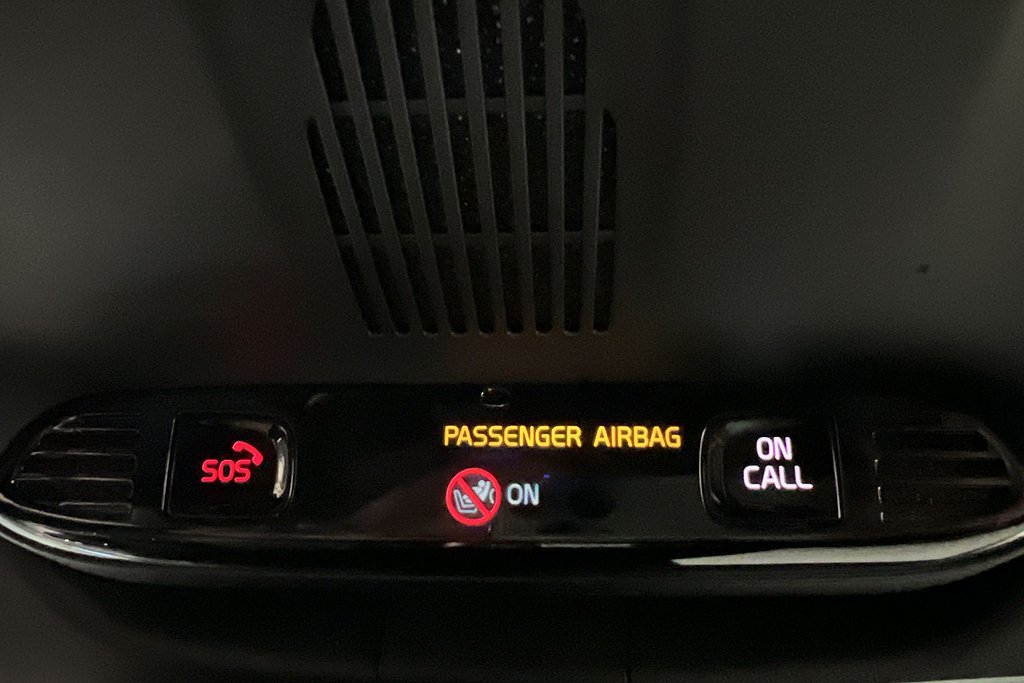 SOS
PASSENGER AIRBAG
ON
ON
CALL